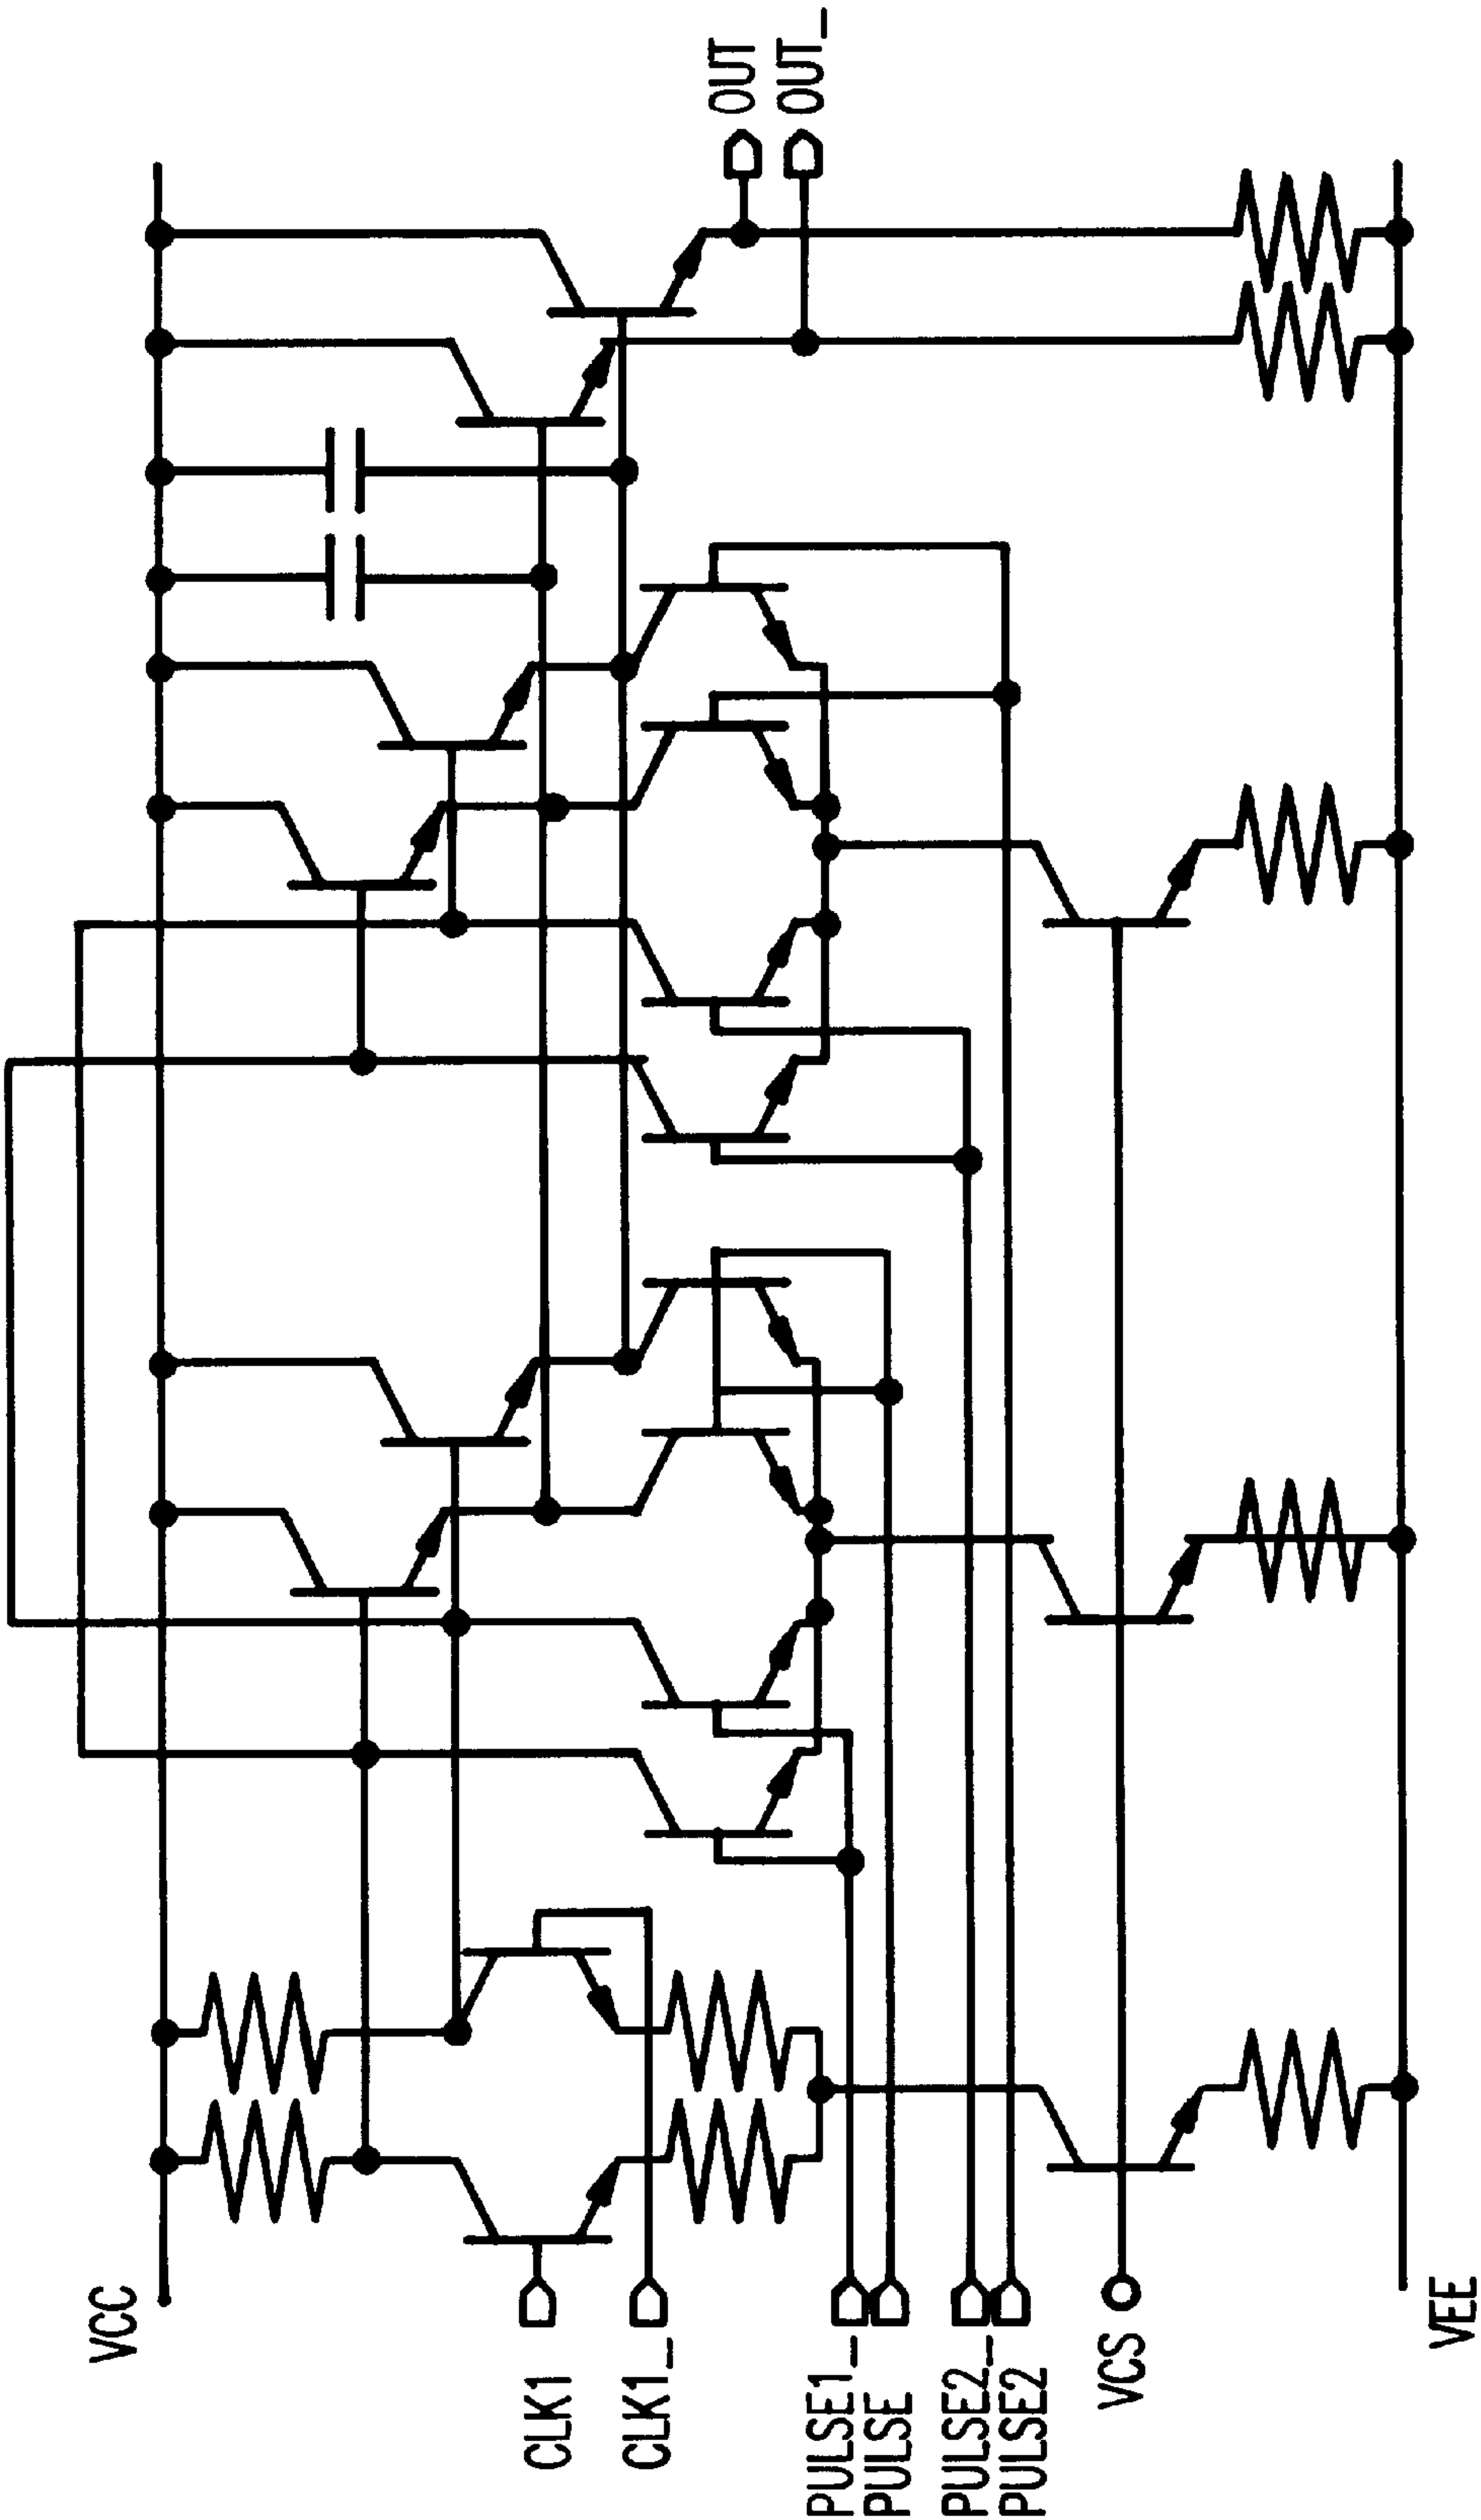 VCC
CLK1
CLK1_
PULSE1_
PULSE
PULSE2_
PULSE2
VCS
VEE
OUT
OUT_